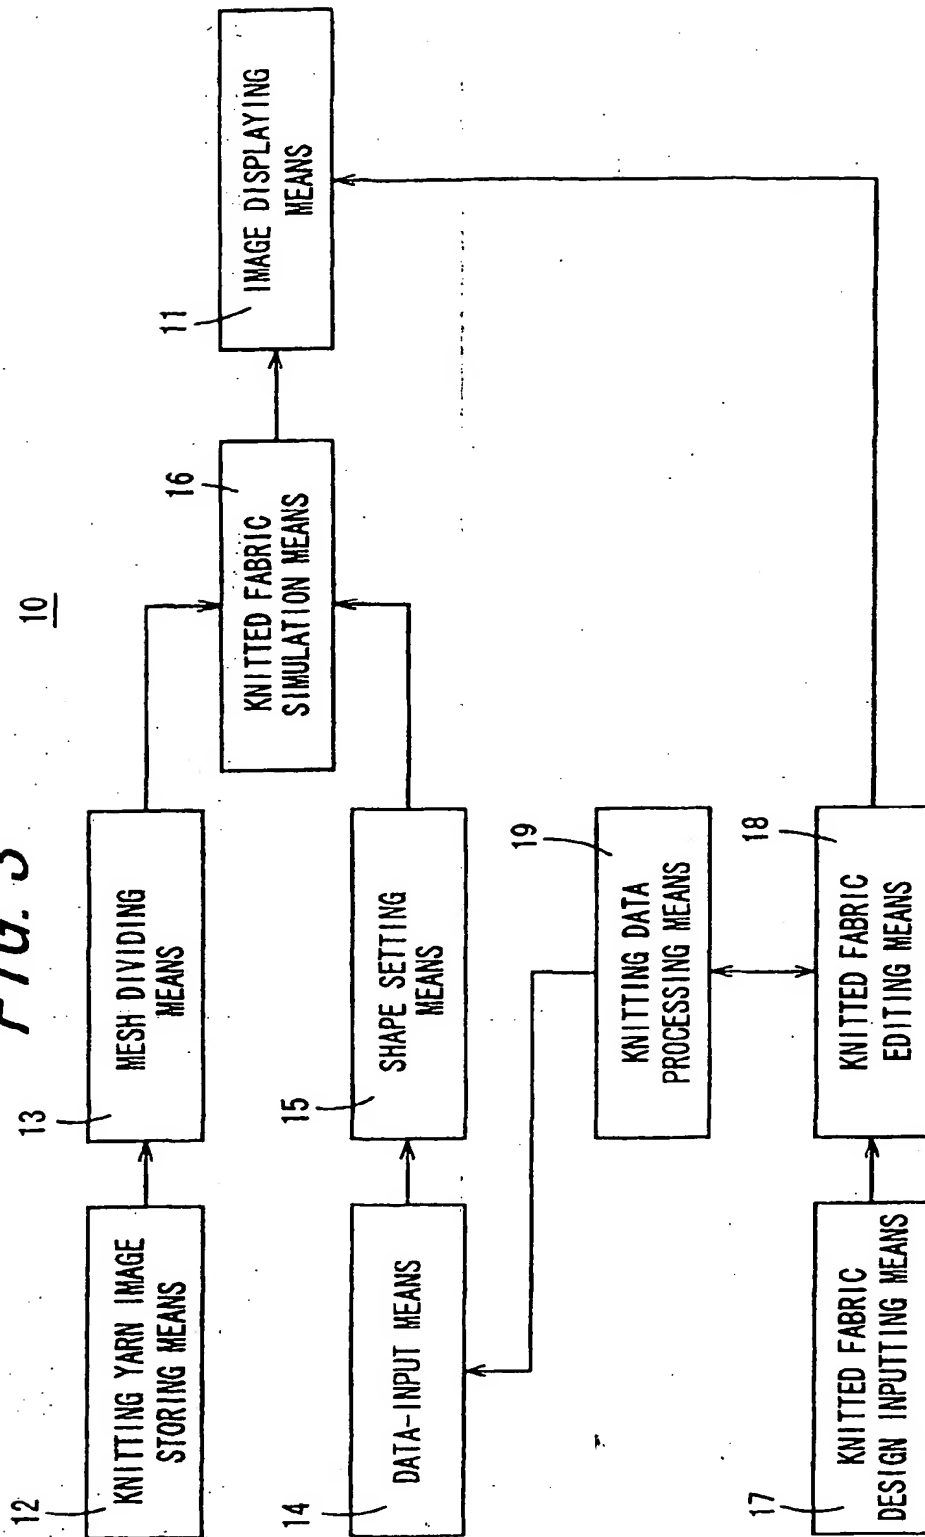 FIG. 3
10
12
KNITTING YARN IMAGE
STORING MEANS
13
MESH DIVIDING
MEANS
14
DATA-INPUT MEANS
15
SHAPE SETTING
MEANS
16
KNITTED FABRIC
SIMULATION MEANS
11
IMAGE DISPLAYING
MEANS
19
KNITTING DATA
PROCESSING MEANS
17
KNITTED FABRIC
DESIGN INPUTTING MEANS
18
KNITTED FABRIC
EDITING MEANS